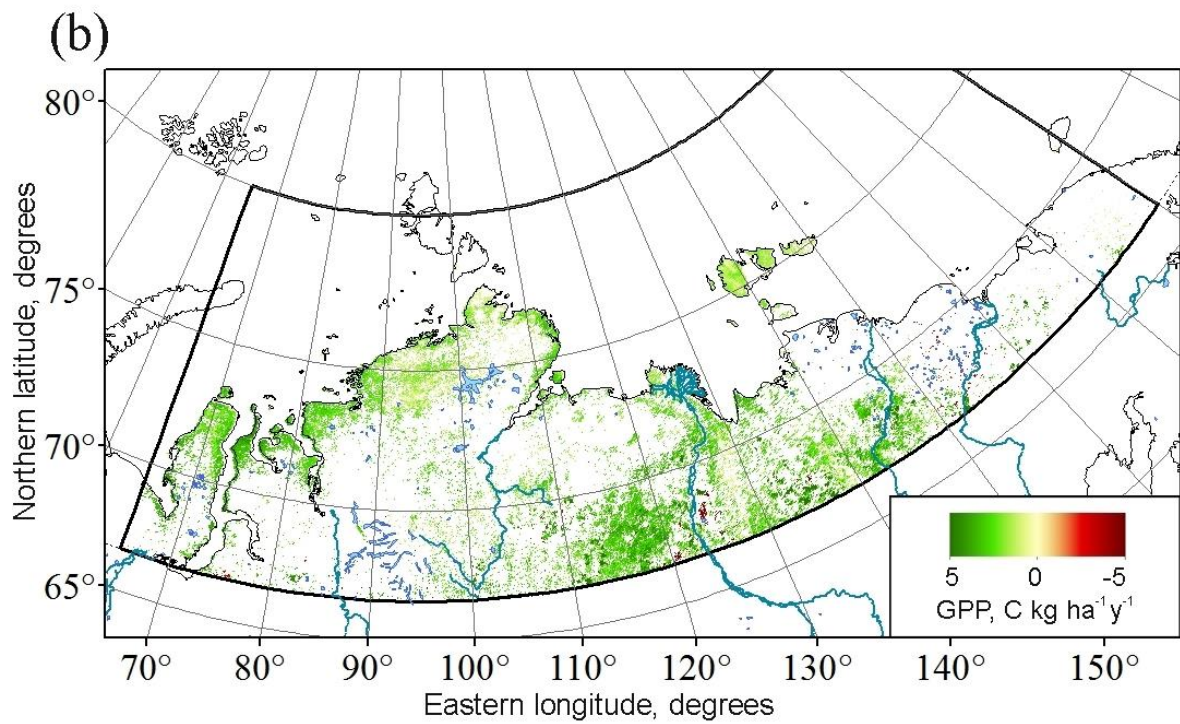 (b)
80°
75°
70°
65°
Northern latitude, degrees
5 0 -5
GPP, C kg ha⁻¹ y⁻¹
70° 80° 90° 100° 110° 120° 130° 140° 150°
Eastern longitude, degrees